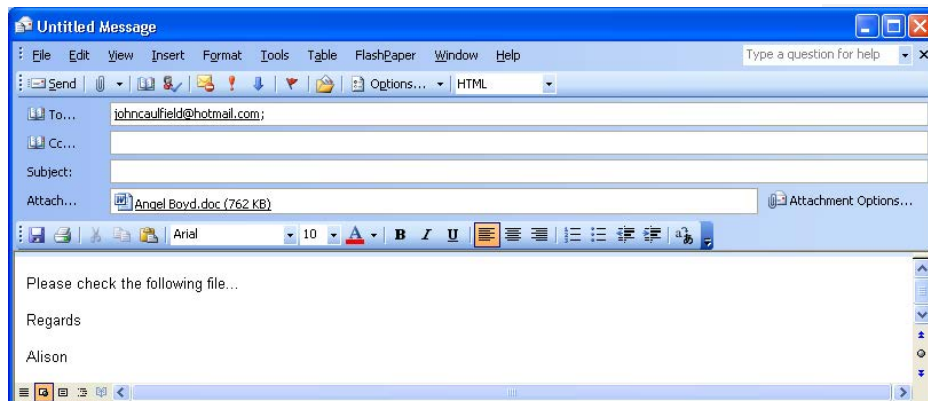 Untitled Message
File Edit View Insert Format Tools Table FlashPaper Window Help Type a question for help
Send Options... HTML
To... johncaulfield@hotmail.com;
Cc...
Subject:
Attach... Angel Boyd.doc (762 KB) Attachment Options...
Arial 10 A B I U
Please check the following file...
Regards
Alison